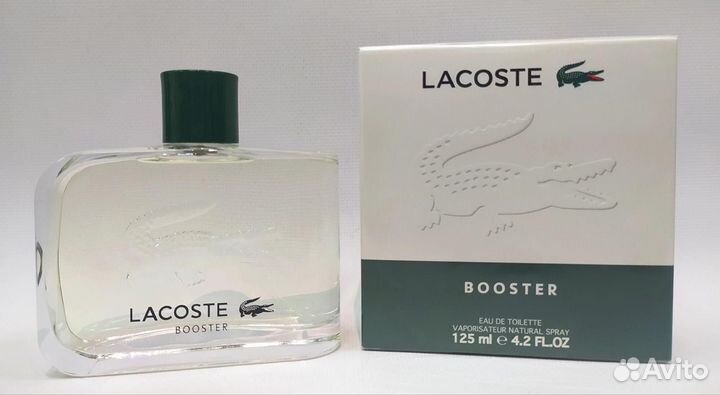 LACOSTE
BOOSTER
LACOSTE
BOOSTER
EAU DE TOILETTE
VAPORISATEUR NATURAL SPRAY
125 ml e 4.2 FL.OZ
Avito